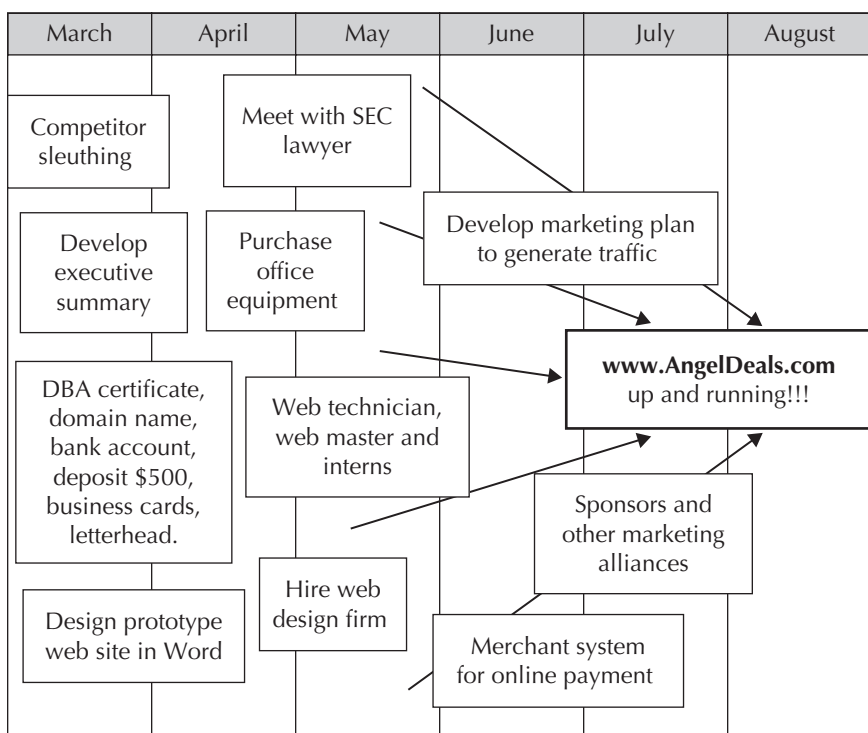 March April May June July August
Competitor
sleuthing
Meet with SEC
lawyer
Develop
executive
summary
Purchase
office
equipment
Develop marketing plan
to generate traffic
www.AngelDeals.com
up and running!!!
DBA certificate,
domain name,
bank account,
deposit $500,
business cards,
letterhead.
Web technician,
web master and
interns
Sponsors and
other marketing
alliances
Design prototype
web site in Word
Hire web
design firm
Merchant system
for online payment